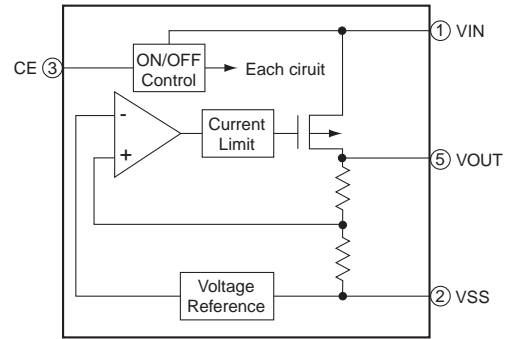 ① VIN
CE ③
ON/OFF
Control
Each ciruit
-
+
Current
Limit
⑤ VOUT
Voltage
Reference
② VSS